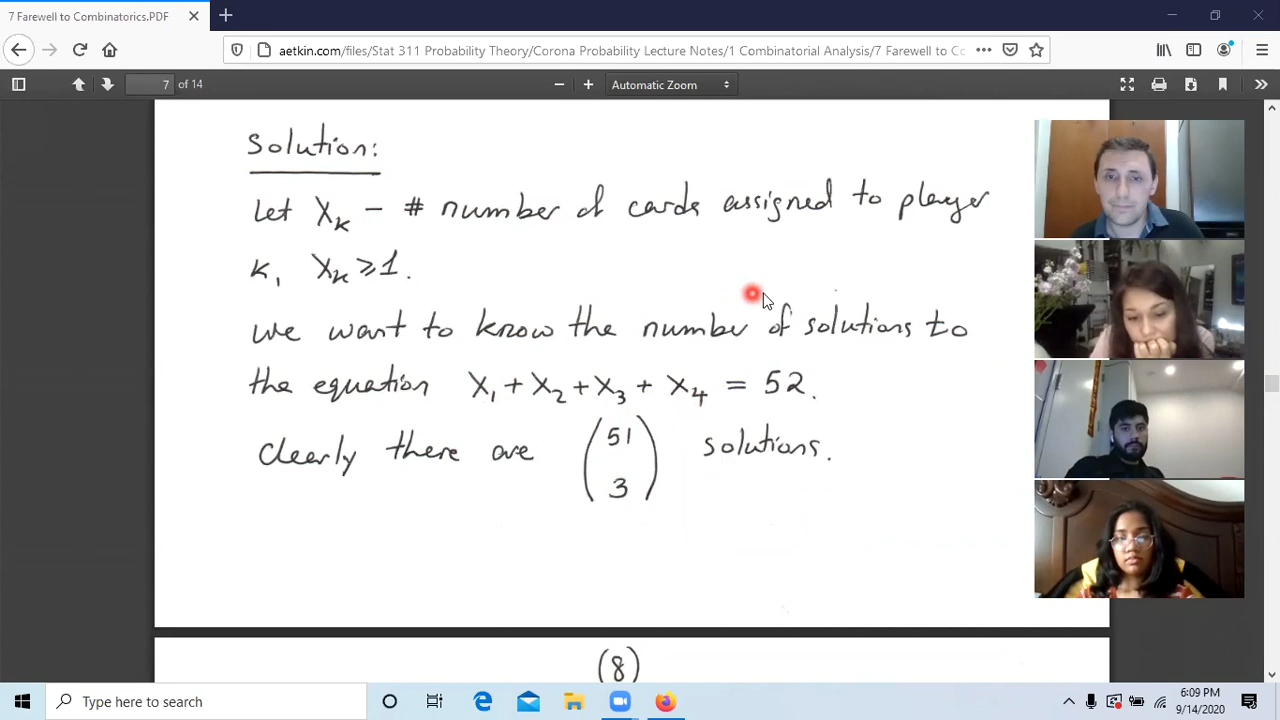 7 Farewell to Combinatorics.PDF
aetkin.com/files/Stat 311 Probability Theory/Corona Probability Lecture Notes/1 Combinatorial Analysis/7 Farewell to Co
7 of 14
Automatic Zoom
Solution:
Let Xk - # number of cards assigned to player
k, Xk ≥ 1.
We want to know the number of solutions to
the equation X1 + X2 + X3 + X4 = 52.
Clearly there are (51 3) solutions.
(8)
Type here to search
6:09 PM
9/14/2020